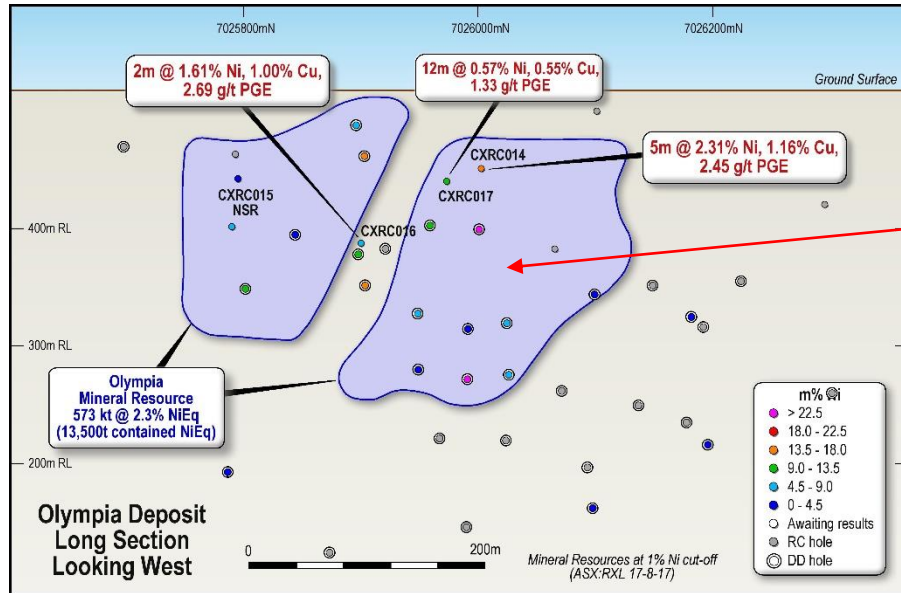 7025800mN
7026000mN
7026200mN
2m @ 1.61% Ni, 1.00% Cu,
2.69 g/t PGE
12m @ 0.57% Ni, 0.55% Cu,
1.33 g/t PGE
Ground Surface
5m @ 2.31% Ni, 1.16% Cu,
2.45 g/t PGE
CXRC014
CXRC017
CXRC015
NSR
CXRC016
400m RL
300m RL
200m RL
Olympia
Mineral Resource
573 kt @ 2.3% NiEq
(13,500t contained NiEq)
m% Ni
> 22.5
18.0 - 22.5
13.5 - 18.0
9.0 - 13.5
4.5 - 9.0
0 - 4.5
Awaiting results
RC hole
DD hole
Olympia Deposit
Long Section
Looking West
0
200m
Mineral Resources at 1% Ni cut-off
(ASX:RXL 17-8-17)